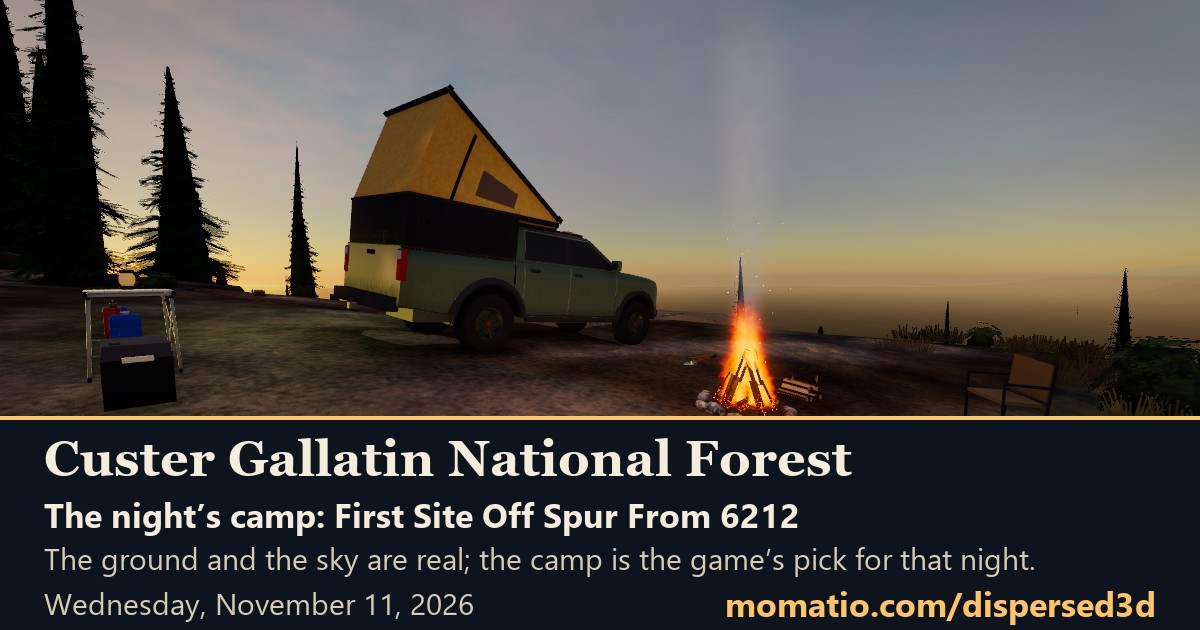 Custer Gallatin National Forest
The night’s camp: First Site Off Spur From 6212
The ground and the sky are real; the camp is the game’s pick for that night.
Wednesday, November 11, 2026
momatio.com/dispersed3d